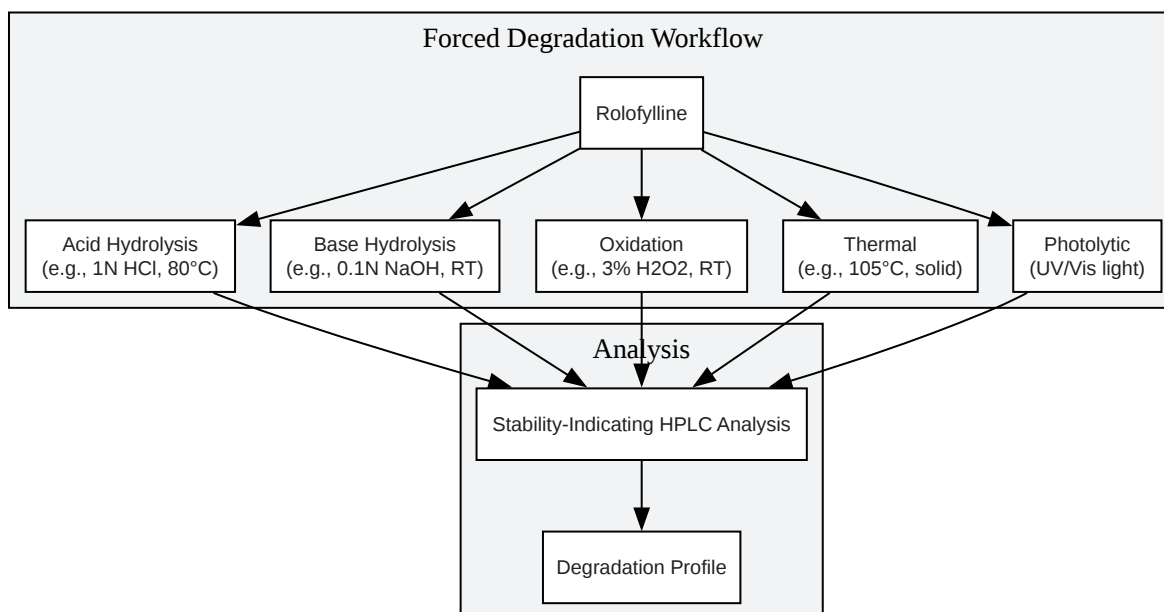 Forced Degradation Workflow
Rolofylline
Acid Hydrolysis
(e.g., 1N HCl, 80°C)
Base Hydrolysis
(e.g., 0.1N NaOH, RT)
Oxidation
(e.g., 3% H2O2, RT)
Thermal
(e.g., 105°C, solid)
Photolytic
(UV/Vis light)
Analysis
Stability-Indicating HPLC Analysis
Degradation Profile